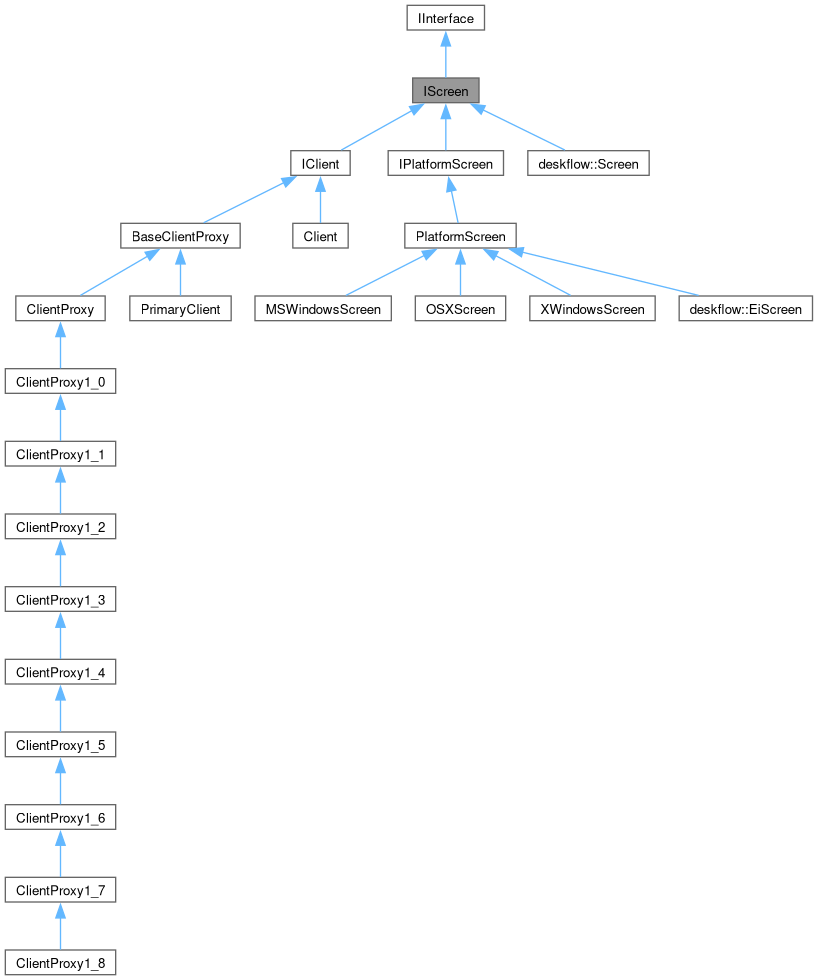 IInterface
IScreen
IClient
IPlatformScreen
deskflow::Screen
BaseClientProxy
Client
PlatformScreen
ClientProxy
PrimaryClient
MSWindowsScreen
OSXScreen
XWindowsScreen
deskflow::EiScreen
ClientProxy1_0
ClientProxy1_1
ClientProxy1_2
ClientProxy1_3
ClientProxy1_4
ClientProxy1_5
ClientProxy1_6
ClientProxy1_7
ClientProxy1_8